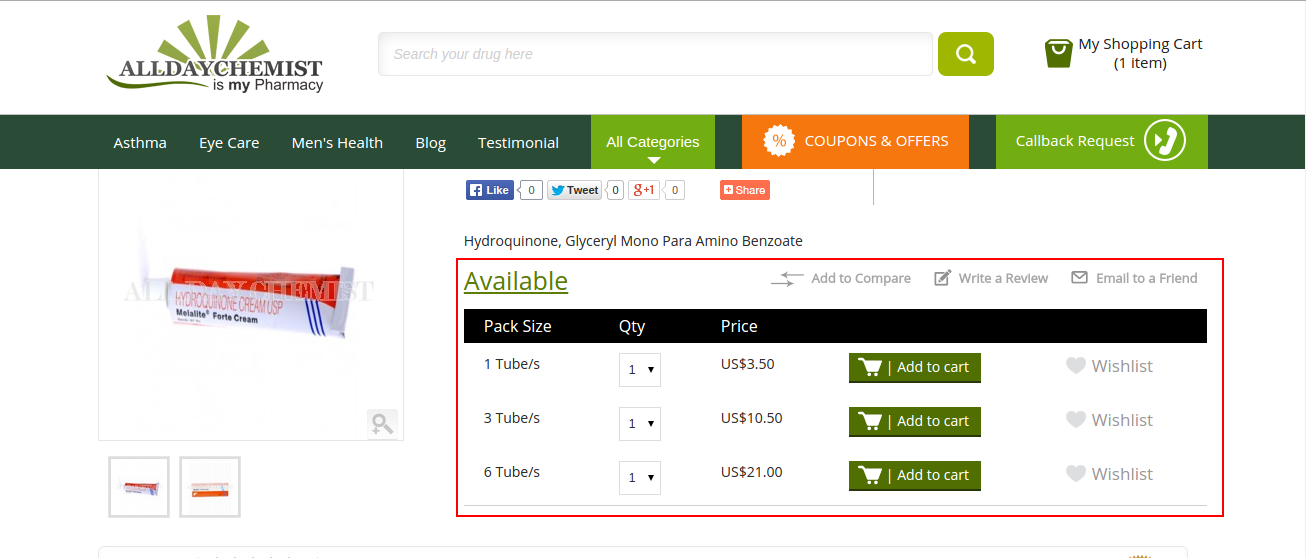 ALLDAYCHEMIST
is my Pharmacy
Search your drug here
My Shopping Cart
(1 item)
Asthma
Eye Care
Men's Health
Blog
Testimonial
All Categories
%
COUPONS & OFFERS
Callback Request
Like
0
Tweet
0
g+1
0
Share
Hydroquinone, Glyceryl Mono Para Amino Benzoate
Available
Add to Compare
Write a Review
Email to a Friend
ALLDAYCHEMIST
HYDROQUINONE CREAM USP
Melalite® Forte Cream
Pack Size Qty Price
1 Tube/s 1 US$3.50 | Add to cart Wishlist
3 Tube/s 1 US$10.50 | Add to cart Wishlist
6 Tube/s 1 US$21.00 | Add to cart Wishlist